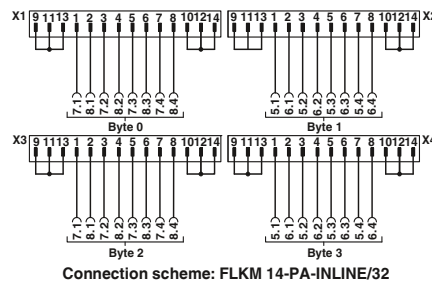 X1 9 11 13 1 2 3 4 5 6 7 8 10 12 14
7.1 8.1 7.2 8.2 7.3 8.3 7.4 8.4
Byte 0
9 11 13 1 2 3 4 5 6 7 8 10 12 14 X2
5.1 6.1 5.2 6.2 5.3 6.3 5.4 6.4
Byte 1
X3 9 11 13 1 2 3 4 5 6 7 8 10 12 14
7.1 8.1 7.2 8.2 7.3 8.3 7.4 8.4
Byte 2
9 11 13 1 2 3 4 5 6 7 8 10 12 14 X4
5.1 6.1 5.2 6.2 5.3 6.3 5.4 6.4
Byte 3
Connection scheme: FLKM 14-PA-INLINE/32